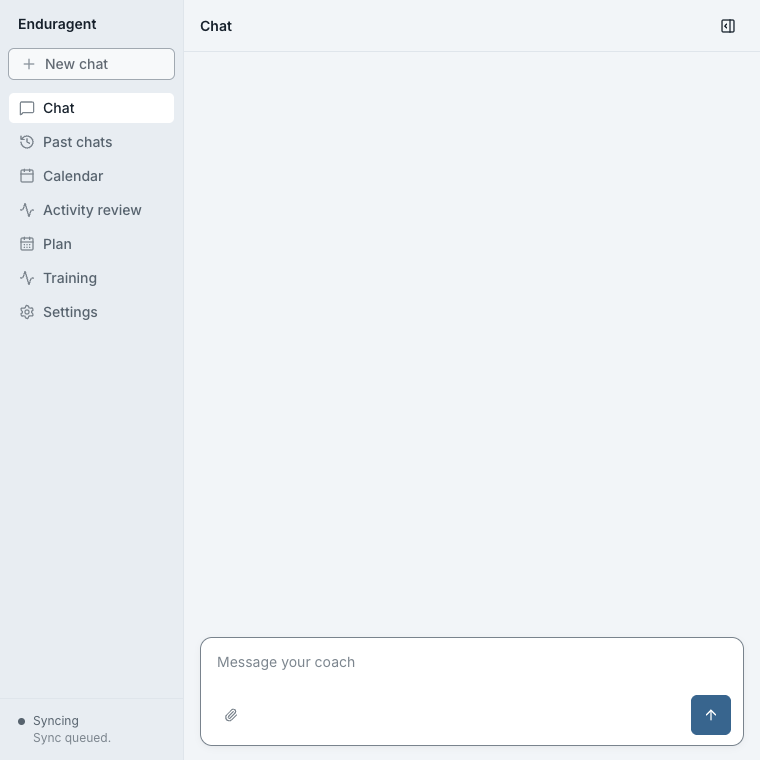 Enduragent
New chat
Chat
Past chats
Calendar
Activity review
Plan
Training
Settings
Syncing
Sync queued.
Chat
Message your coach